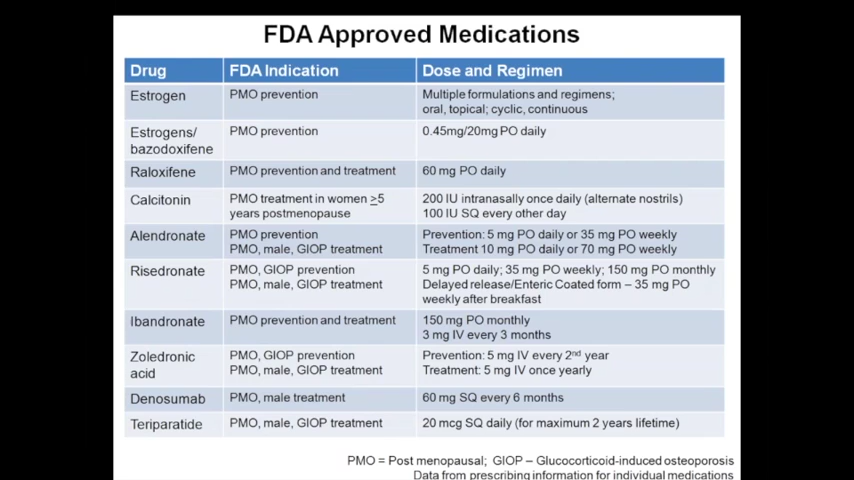 FDA Approved Medications
Drug FDA Indication Dose and Regimen
Estrogen PMO prevention Multiple formulations and regimens;
oral, topical; cyclic, continuous
Estrogens/ PMO prevention 0.45mg/20mg PO daily
bazodoxifene
Raloxifene PMO prevention and treatment 60 mg PO daily
Calcitonin PMO treatment in women >5 200 IU intranasally once daily (alternate nostrils)
years postmenopause 100 IU SQ every other day
Alendronate PMO prevention Prevention: 5 mg PO daily or 35 mg PO weekly
PMO, male, GIOP treatment Treatment 10 mg PO daily or 70 mg PO weekly
Risedronate PMO, GIOP prevention 5 mg PO daily; 35 mg PO weekly; 150 mg PO monthly
PMO, male, GIOP treatment Delayed release/Enteric Coated form – 35 mg PO
weekly after breakfast
Ibandronate PMO prevention and treatment 150 mg PO monthly
3 mg IV every 3 months
Zoledronic PMO, GIOP prevention Prevention: 5 mg IV every 2nd year
acid PMO, male, GIOP treatment Treatment: 5 mg IV once yearly
Denosumab PMO, male treatment 60 mg SQ every 6 months
Teriparatide PMO, male, GIOP treatment 20 mcg SQ daily (for maximum 2 years lifetime)
PMO = Post menopausal; GIOP – Glucocorticoid-induced osteoporosis
Data from prescribing information for individual medications